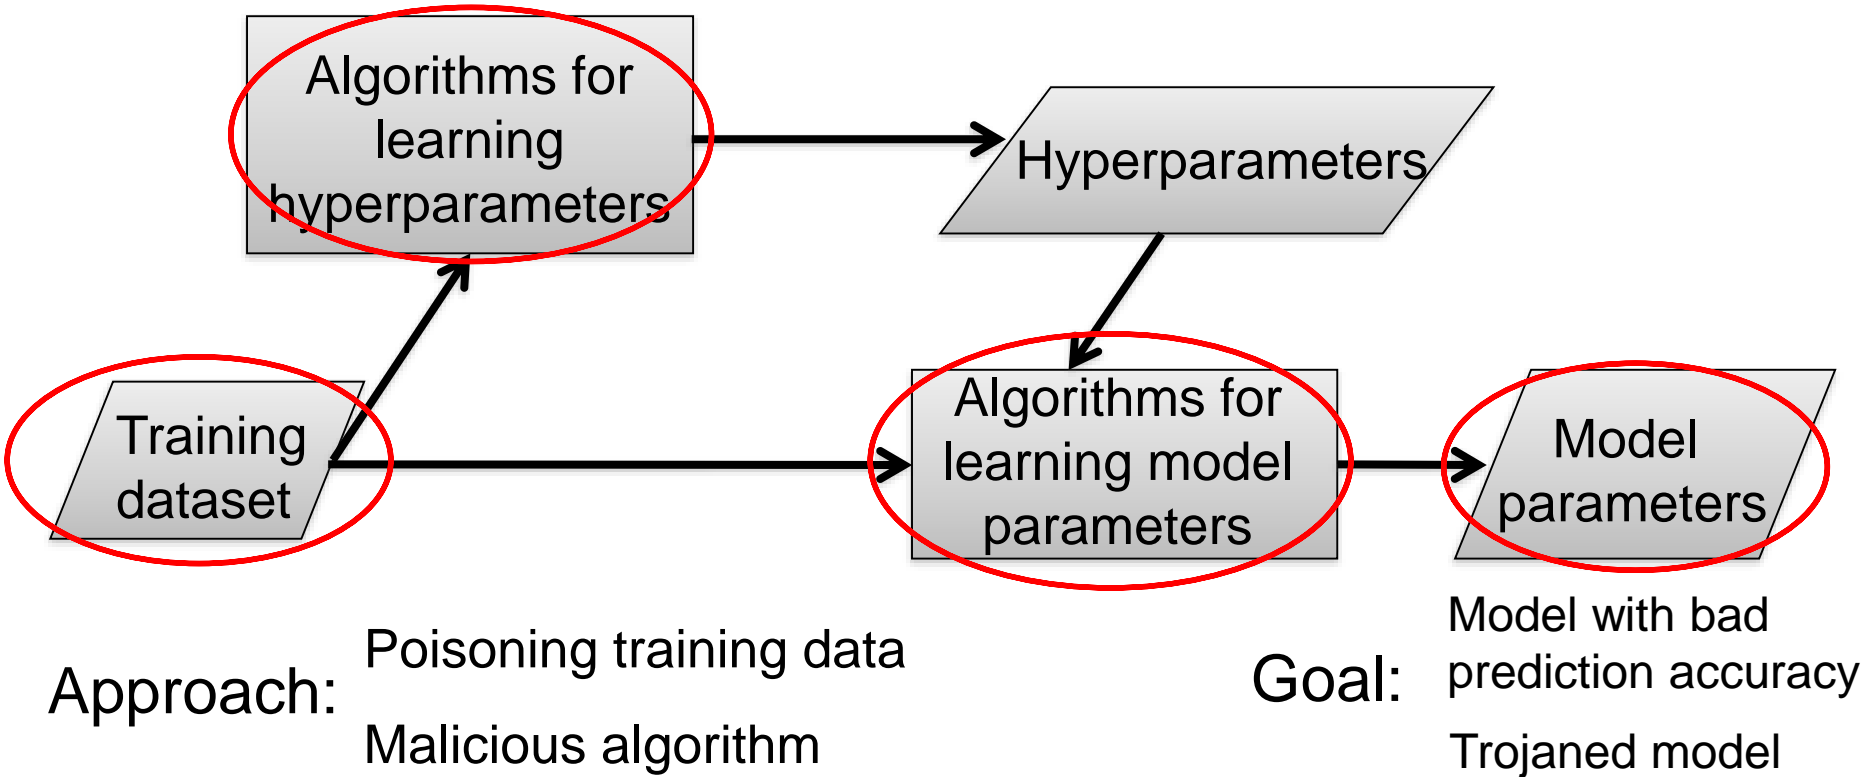 Algorithms for
learning
hyperparameters
Hyperparameters
Training
dataset
Algorithms for
learning model
parameters
Model
parameters
Approach:
Poisoning training data
Malicious algorithm
Goal:
Model with bad
prediction accuracy
Trojaned model